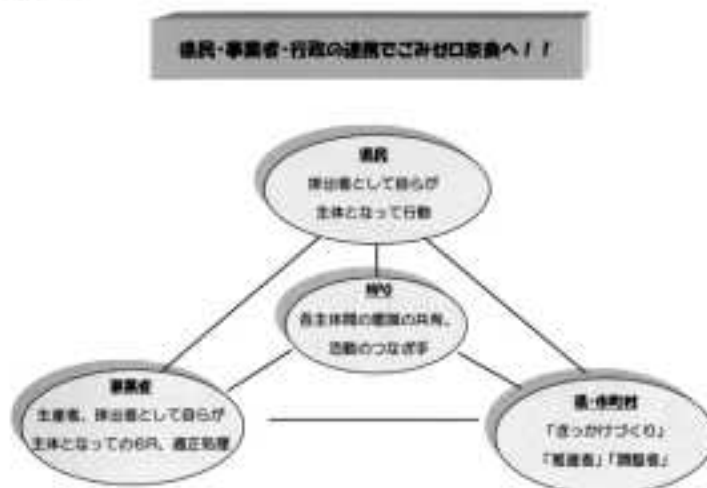 県民・事業者・行政の連携でごみゼロ奈良へ！！
県民
排出者として自らが
主体となって行動
NPO
各主体間の意識の共有、
活動のつなぎ手
事業者
生産者、排出者として自らが
主体となっての6R、適正処理
県・市町村
「きっかけづくり」
「推進者」「調整者」